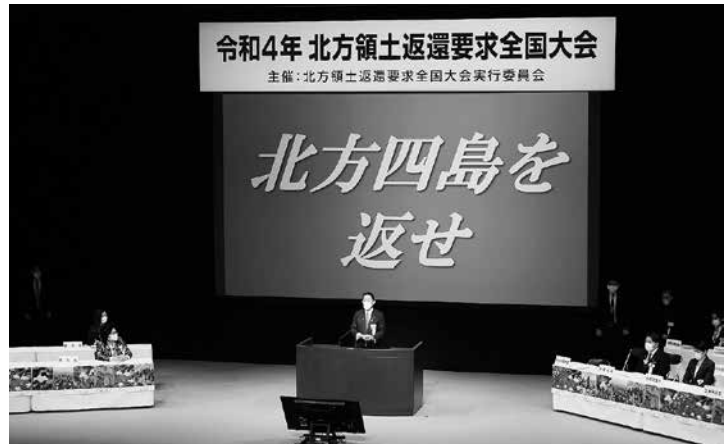 令和4年 北方領土返還要求全国大会
主催：北方領土返還要求全国大会実行委員会
北方四島を
返せ